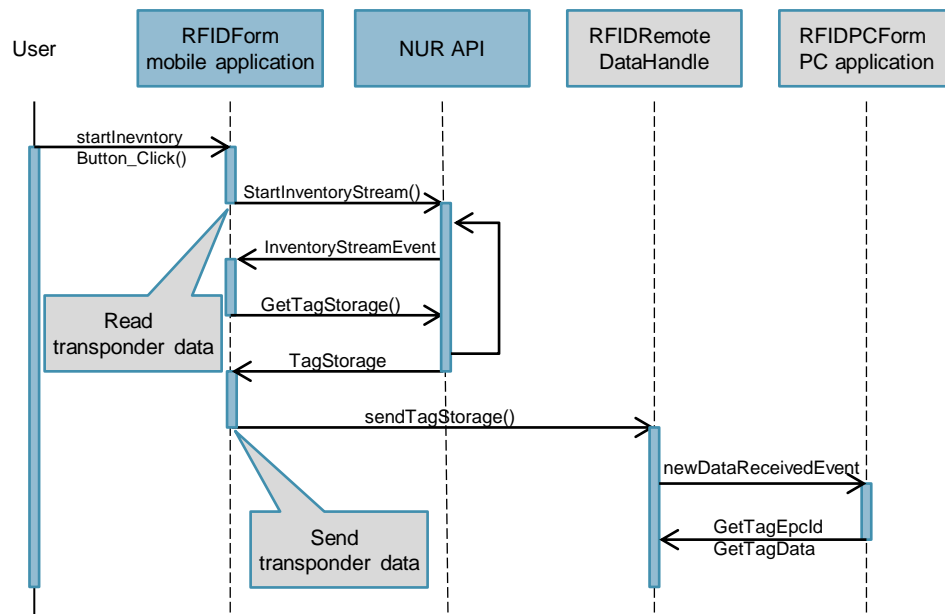 User
RFIDForm
mobile application
NUR API
RFIDRemote
DataHandle
RFIDPCForm
PC application
startInevntory
Button_Click()
StartInventoryStream()
InventoryStreamEvent
GetTagStorage()
Read
transponder data
TagStorage
sendTagStorage()
newDataReceivedEvent
GetTagEpcId
GetTagData
Send
transponder data